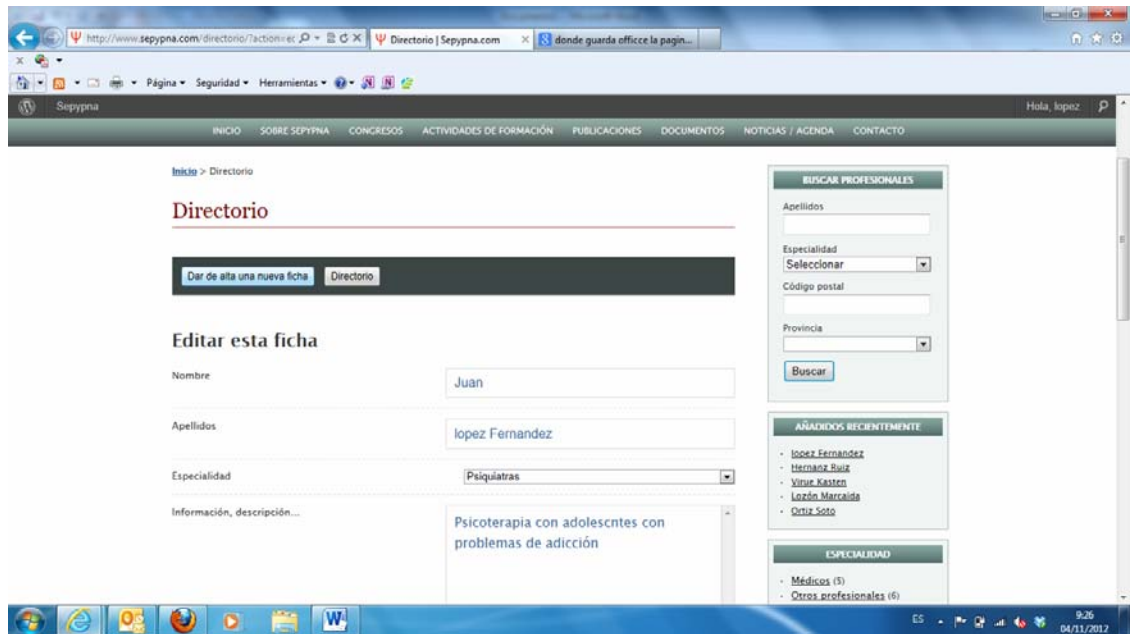 http://www.sepypna.com/directorio/?action=ec
Directorio | Sepypna.com
donde guarda officce la pagin...
Página
Seguridad
Herramientas
Sepypna
Hola, lopez
INICIO SOBRE SEPYPNA CONGRESOS ACTIVIDADES DE FORMACIÓN PUBLICACIONES DOCUMENTOS NOTICIAS / AGENDA CONTACTO
Inicio > Directorio
Directorio
Dar de alta una nueva ficha
Directorio
Editar esta ficha
Nombre
Juan
Apellidos
lopez Fernandez
Especialidad
Psiquiatras
Información, descripción...
Psicoterapia con adolescntes con
problemas de adicción
BUSCAR PROFESIONALES
Apellidos
Especialidad
Seleccionar
Código postal
Provincia
Buscar
AÑADIDOS RECIENTEMENTE
· lopez Fernandez
· Hernanz Ruiz
· Virue Kasten
· Lozón Marcaida
· Ortiz Soto
ESPECIALIDAD
· Médicos (5)
· Otros profesionales (6)
ES
9:26
04/11/2012